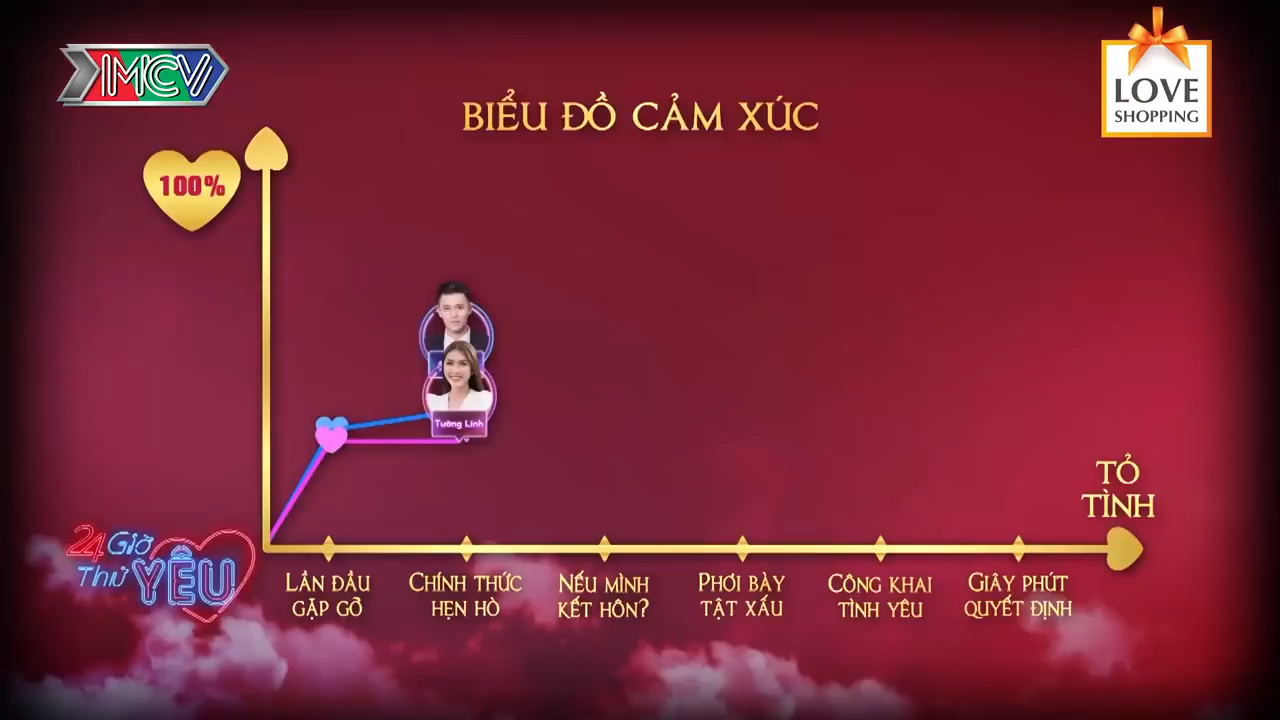 MCV
LOVE
SHOPPING
BIỂU ĐỒ CẢM XÚC
100%
Tường Linh
TỎ
TÌNH
24 Giờ
Thử YÊU
LẦN ĐẦU
GẶP GỠ
CHÍNH THỨC
HẸN HÒ
NẾU MÌNH
KẾT HÔN?
PHƠI BÀY
TẬT XẤU
CÔNG KHAI
TÌNH YÊU
GIÂY PHÚT
QUYẾT ĐỊNH